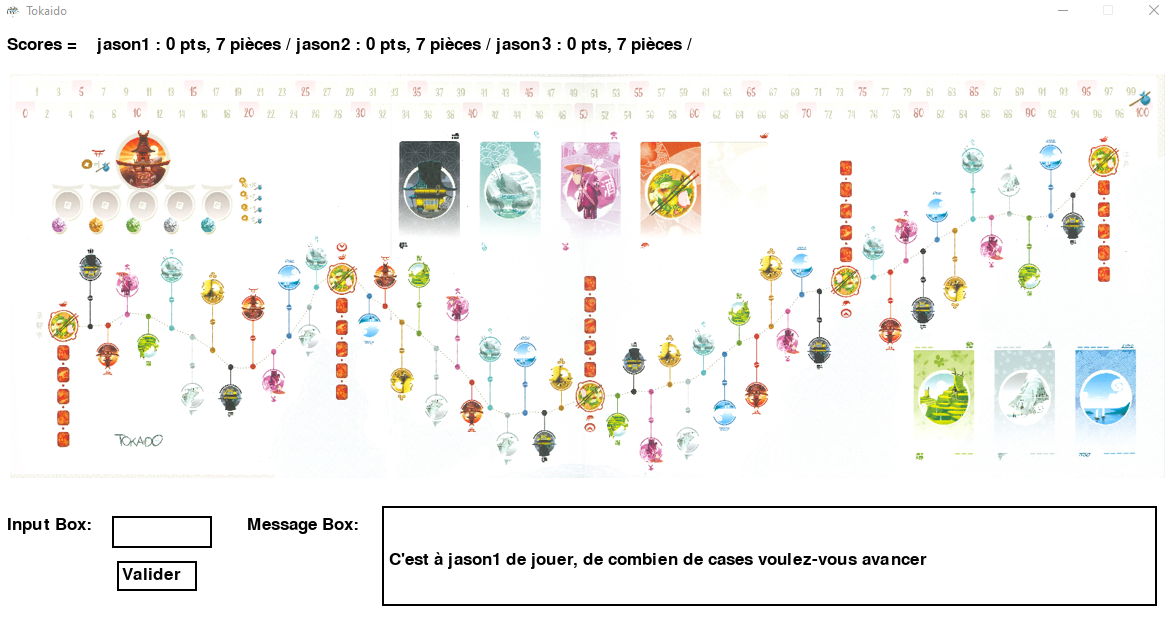 Tokaido
Scores = jason1 : 0 pts, 7 pièces / jason2 : 0 pts, 7 pièces / jason3 : 0 pts, 7 pièces /
1 3 5 7 9 11 13 15 17 19 21 23 25 27 29 31 33 35 37 39 41 43 45 47 49 51 53 55 57 59 61 63 65 67 69 71 73 75 77 79 81 83 85 87 89 91 93 95 97 99
0 2 4 6 8 10 12 14 16 18 20 22 24 26 28 30 32 34 36 38 40 42 44 46 48 50 52 54 56 58 60 62 64 66 68 70 72 74 76 78 80 82 84 86 88 90 92 94 96 98 100
TOKAIDO
Input Box:
Message Box:
C'est à jason1 de jouer, de combien de cases voulez-vous avancer
Valider